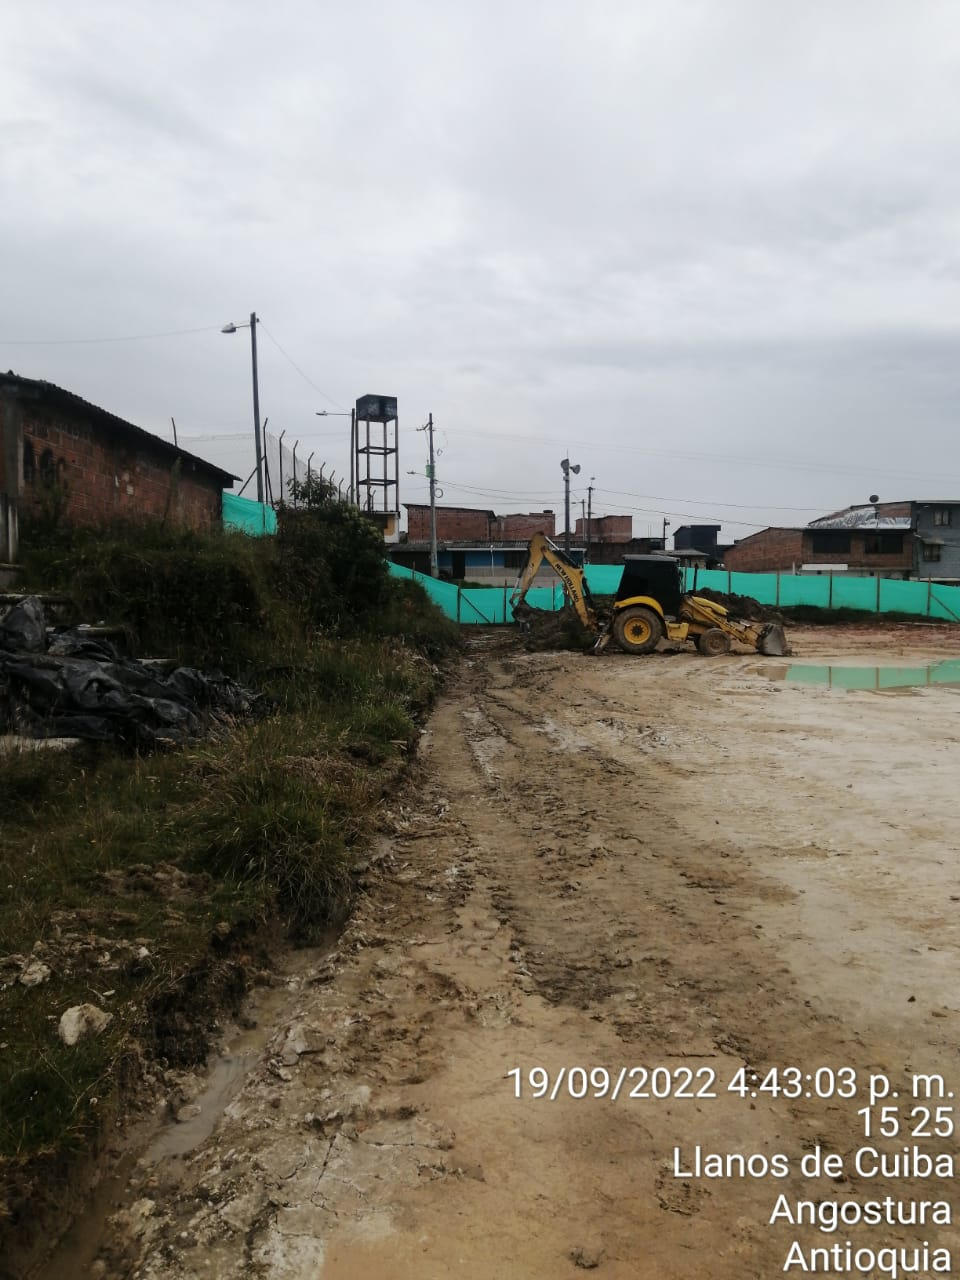 19/09/2022 4:43:03 p. m.
15 25
Llanos de Cuiba
Angostura
Antioquia